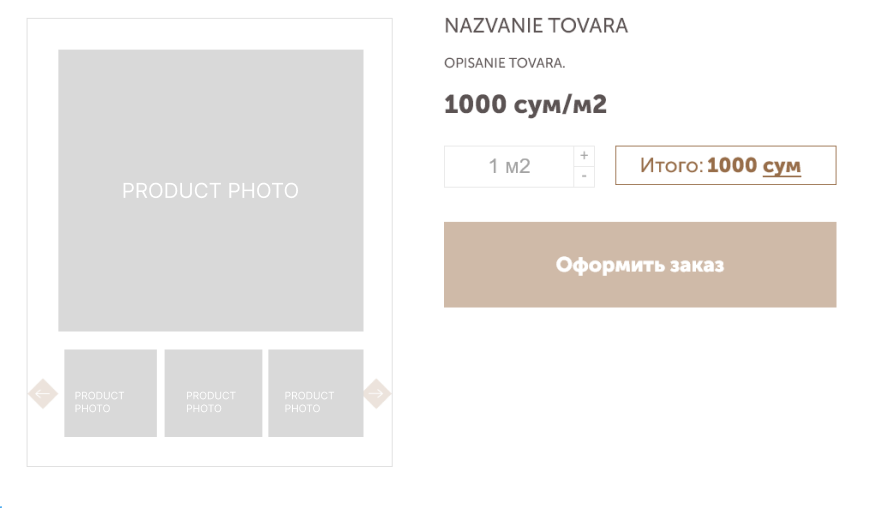 NAZVANIE TOVARA
OPISANIE TOVARA.
1000 сум/м2
1 м2
+
-
Итого: 1000 сум
Оформить заказ
PRODUCT PHOTO
PRODUCT
PHOTO
PRODUCT
PHOTO
PRODUCT
PHOTO